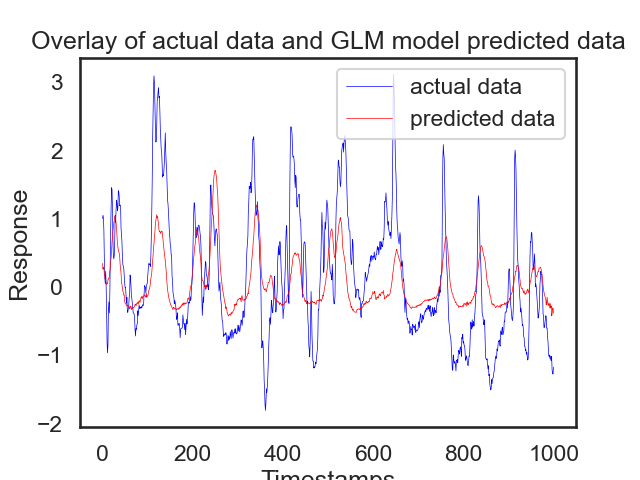 Overlay of actual data and GLM model predicted data
actual data
predicted data
Response
3
2
1
0
−1
−2
0 200 400 600 800 1000
Timestamps